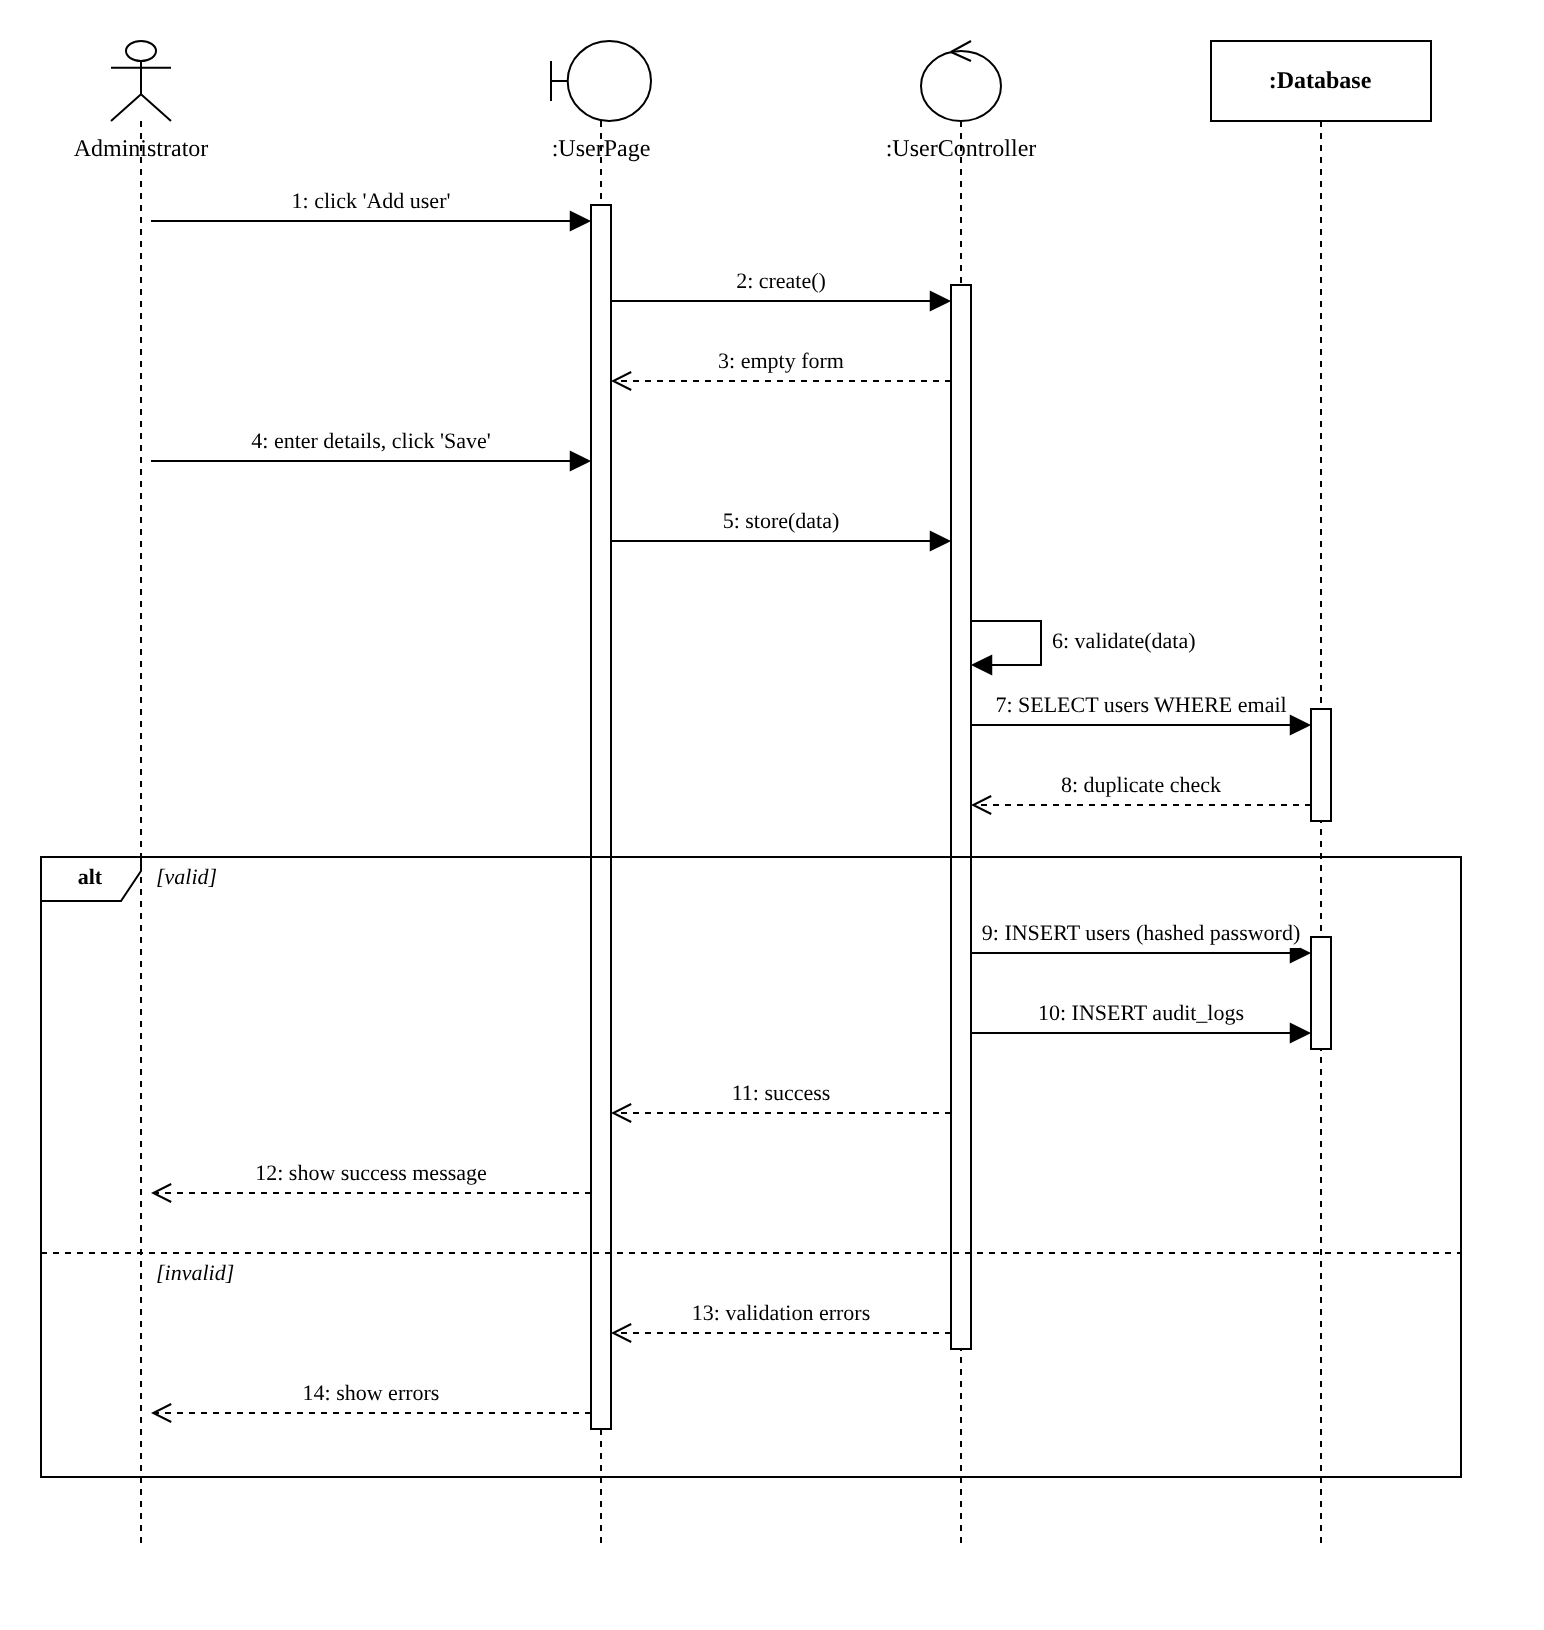 Administrator
:UserPage
:UserController
:Database
1: click 'Add user'
2: create()
3: empty form
4: enter details, click 'Save'
5: store(data)
6: validate(data)
7: SELECT users WHERE email
8: duplicate check
alt
[valid]
9: INSERT users (hashed password)
10: INSERT audit_logs
11: success
12: show success message
[invalid]
13: validation errors
14: show errors